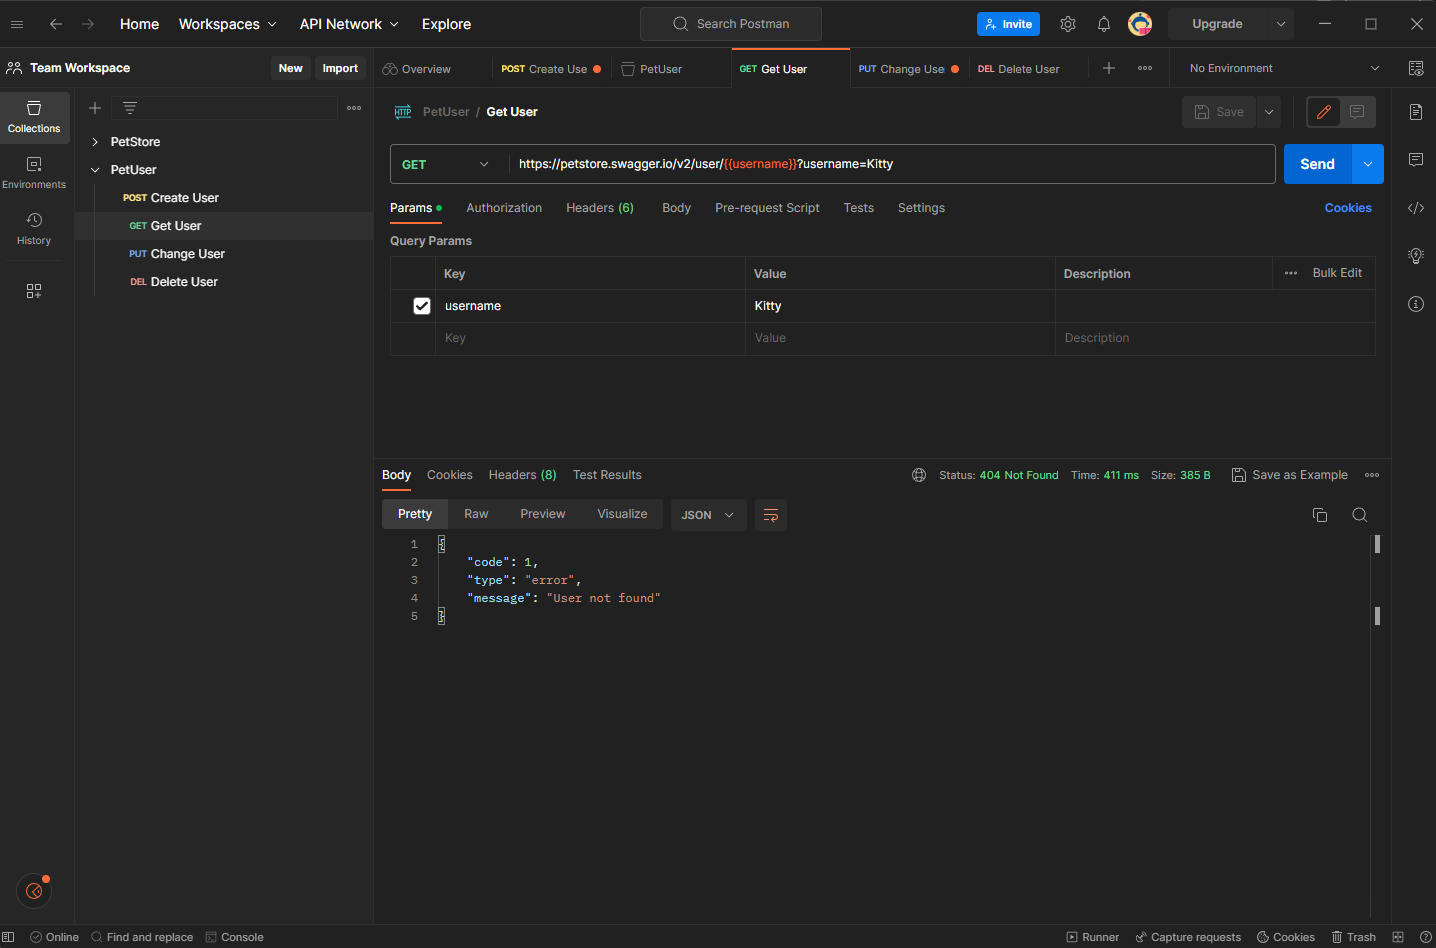 Home Workspaces API Network Explore Search Postman Invite Upgrade
Team Workspace New Import Overview POST Create Use PetUser GET Get User PUT Change Use DEL Delete User No Environment
Collections
Environments
History
PetStore
PetUser
POST Create User
GET Get User
PUT Change User
DEL Delete User
HTTP PetUser / Get User Save
GET https://petstore.swagger.io/v2/user/{{username}}?username=Kitty Send
Params Authorization Headers (6) Body Pre-request Script Tests Settings Cookies
Query Params
Key Value Description Bulk Edit
username Kitty
Key Value Description
Body Cookies Headers (8) Test Results Status: 404 Not Found Time: 411 ms Size: 385 B Save as Example
Pretty Raw Preview Visualize JSON
1 {
2 "code": 1,
3 "type": "error",
4 "message": "User not found"
5 }
Online Find and replace Console Runner Capture requests Cookies Trash